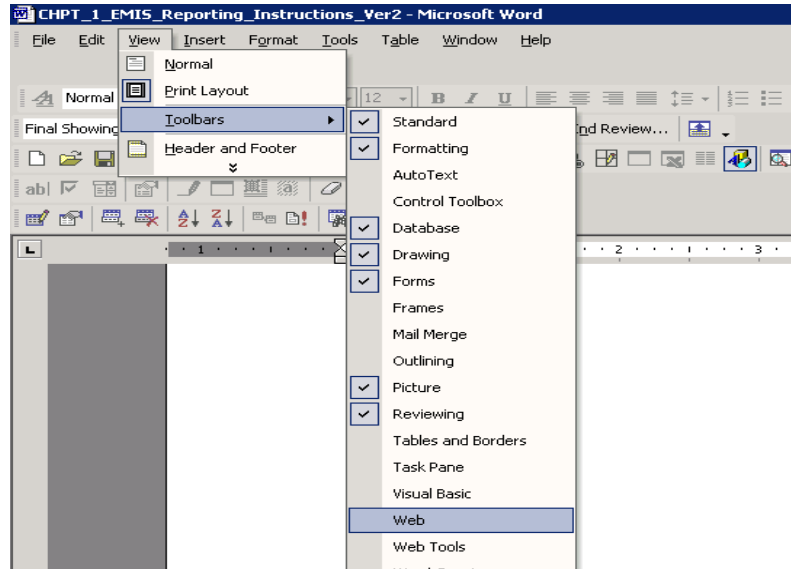 CHPT_1_EMIS_Reporting_Instructions_Ver2 - Microsoft Word
File Edit View Insert Format Tools Table Window Help
Normal
Print Layout
Toolbars
Header and Footer
Normal 12 B I U
Final Showing End Review...
ab|
L
1 2 3
Standard
Formatting
AutoText
Control Toolbox
Database
Drawing
Forms
Frames
Mail Merge
Outlining
Picture
Reviewing
Tables and Borders
Task Pane
Visual Basic
Web
Web Tools